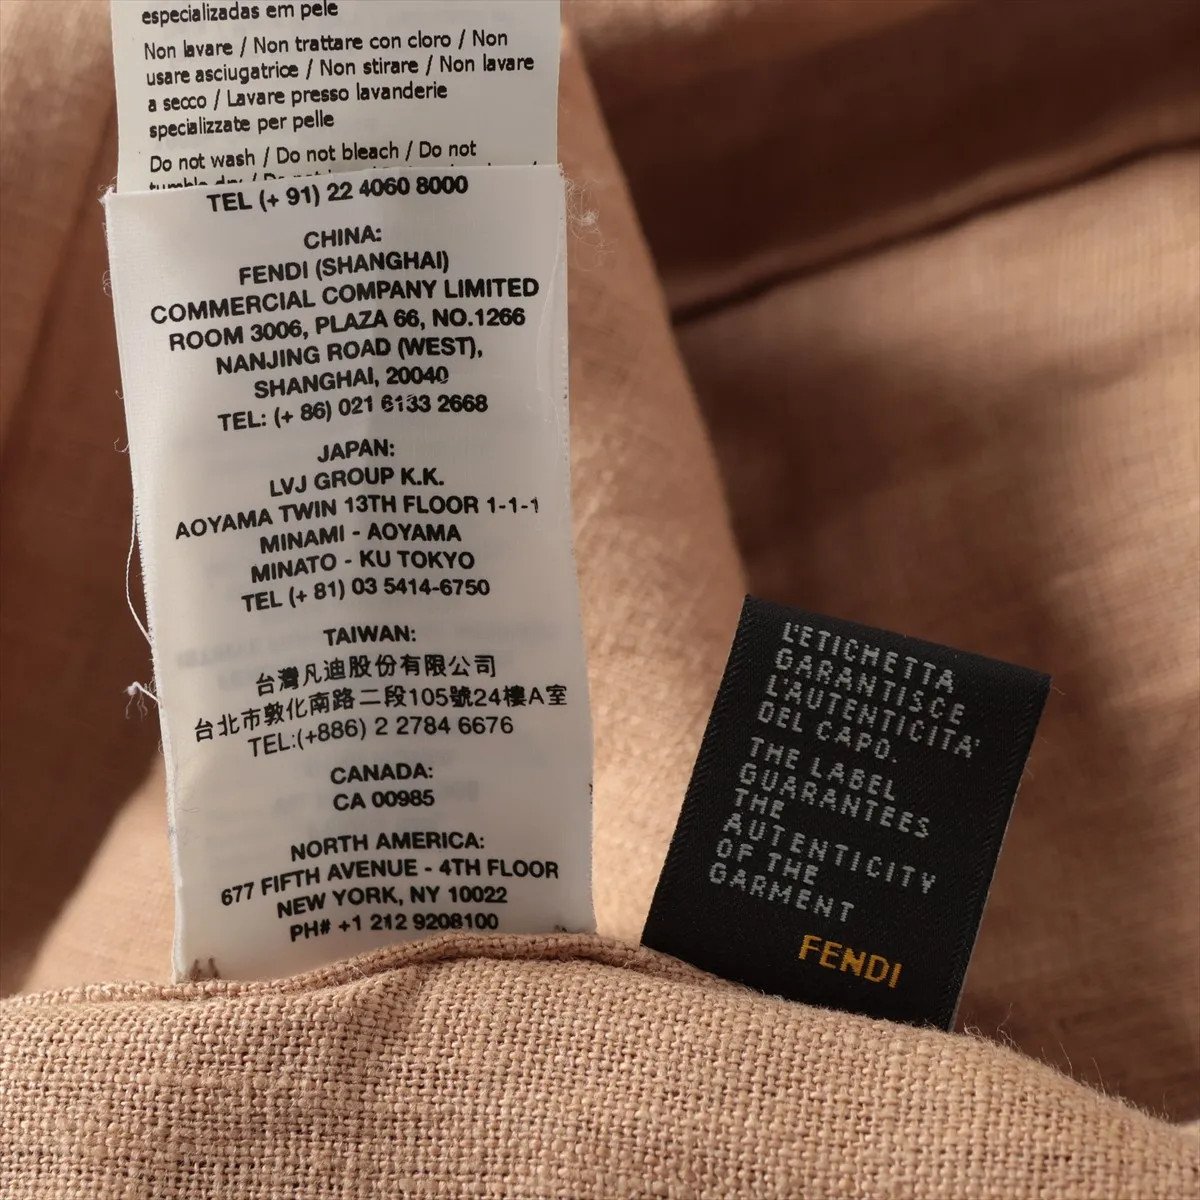 especializadas em pele
Non lavare / Non trattare con cloro / Non
usare asciugatrice / Non stirare / Non lavare
a secco / Lavare presso lavanderie
specializzate per pelle
Do not wash / Do not bleach / Do not
tumble dry /
TEL (+ 91) 22 4060 8000
CHINA:
FENDI (SHANGHAI)
COMMERCIAL COMPANY LIMITED
ROOM 3006, PLAZA 66, NO.1266
NANJING ROAD (WEST),
SHANGHAI, 20040
TEL: (+ 86) 021 6133 2668
JAPAN:
LVJ GROUP K.K.
AOYAMA TWIN 13TH FLOOR 1-1-1
MINAMI - AOYAMA
MINATO - KU TOKYO
TEL (+ 81) 03 5414-6750
TAIWAN:
台灣凡迪股份有限公司
台北市敦化南路二段105號24樓A室
TEL:(+886) 2 2784 6676
CANADA:
CA 00985
NORTH AMERICA:
677 FIFTH AVENUE - 4TH FLOOR
NEW YORK, NY 10022
PH# +1 212 9208100
L'ETICHETTA
GARANTISCE
L'AUTENTICITA'
DEL CAPO.
THE LABEL
GUARANTEES
THE
AUTENTICITY
OF THE
GARMENT
FENDI